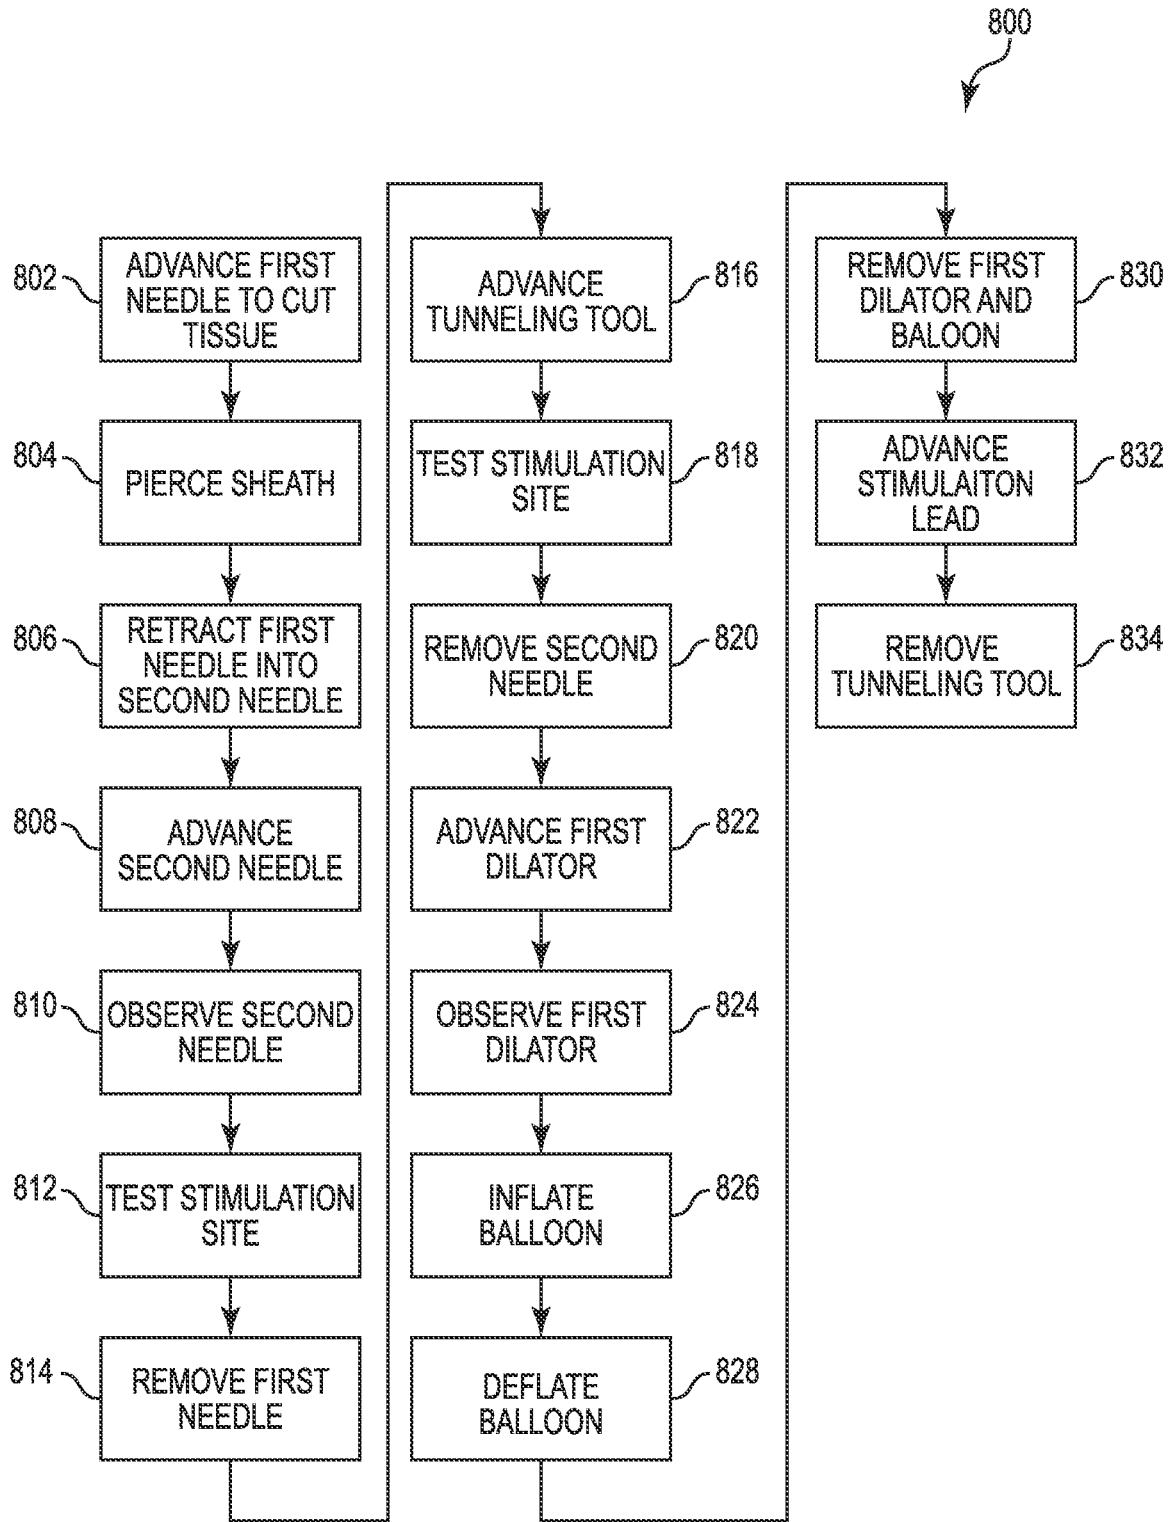 800
802
ADVANCE FIRST
NEEDLE TO CUT
TISSUE
804
PIERCE SHEATH
806
RETRACT FIRST
NEEDLE INTO
SECOND NEEDLE
808
ADVANCE
SECOND NEEDLE
810
OBSERVE SECOND
NEEDLE
812
TEST STIMULATION
SITE
814
REMOVE FIRST
NEEDLE
816
ADVANCE
TUNNELING TOOL
818
TEST STIMULATION
SITE
820
REMOVE SECOND
NEEDLE
822
ADVANCE FIRST
DILATOR
824
OBSERVE FIRST
DILATOR
826
INFLATE
BALLOON
828
DEFLATE
BALLOON
830
REMOVE FIRST
DILATOR AND
BALOON
832
ADVANCE
STIMULAITON
LEAD
834
REMOVE
TUNNELING TOOL